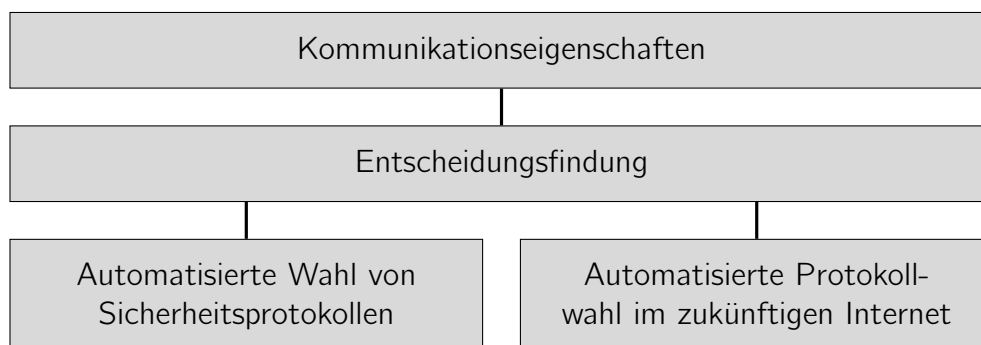 Kommunikationseigenschaften
Entscheidungsfindung
Automatisierte Wahl von
Sicherheitsprotokollen
Automatisierte Protokoll-
wahl im zukünftigen Internet